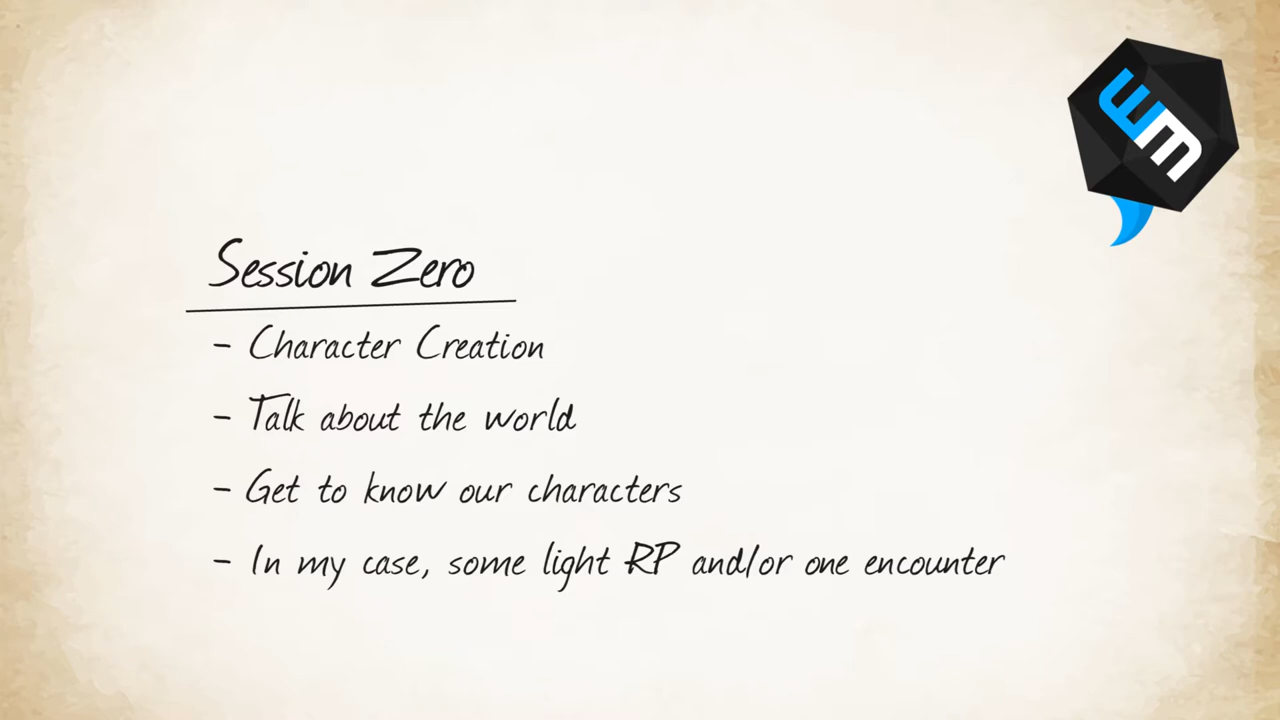 WM
Session Zero
- Character Creation
- Talk about the world
- Get to know our characters
- In my case, some light RP and/or one encounter